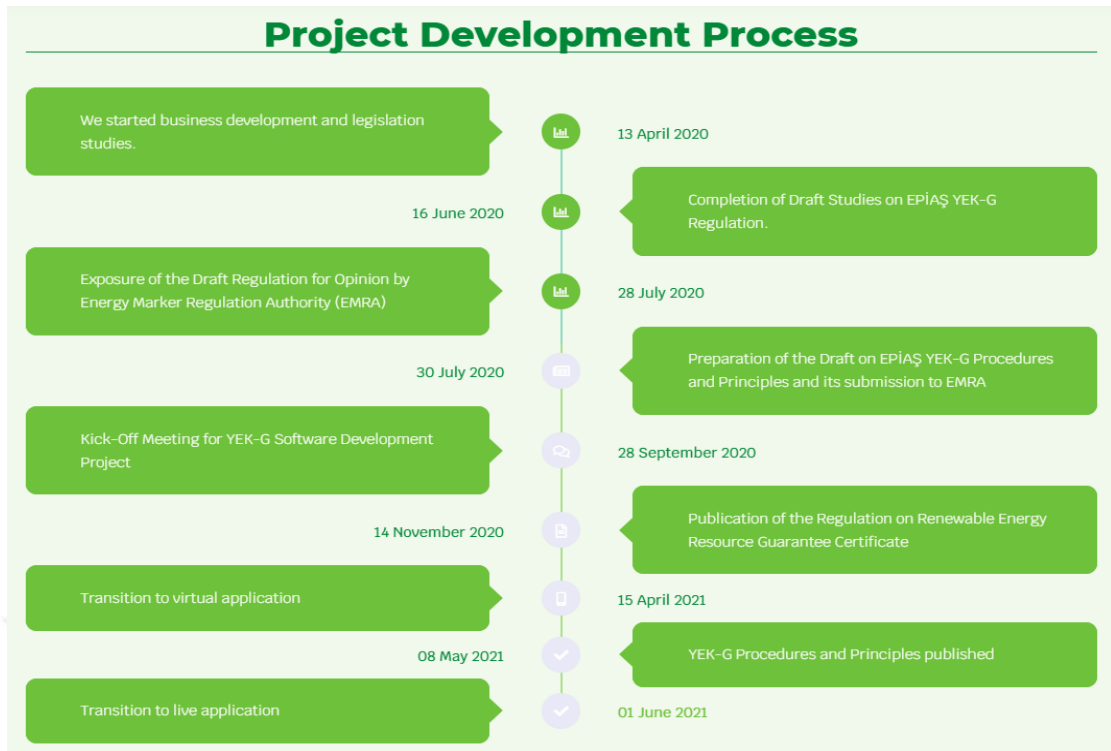 Project Development Process
We started business development and legislation
studies.
13 April 2020
16 June 2020
Completion of Draft Studies on EPİAŞ YEK-G
Regulation.
Exposure of the Draft Regulation for Opinion by
Energy Marker Regulation Authority (EMRA)
28 July 2020
30 July 2020
Preparation of the Draft on EPİAŞ YEK-G Procedures
and Principles and its submission to EMRA
Kick-Off Meeting for YEK-G Software Development
Project
28 September 2020
14 November 2020
Publication of the Regulation on Renewable Energy
Resource Guarantee Certificate
Transition to virtual application
15 April 2021
08 May 2021
YEK-G Procedures and Principles published
Transition to live application
01 June 2021